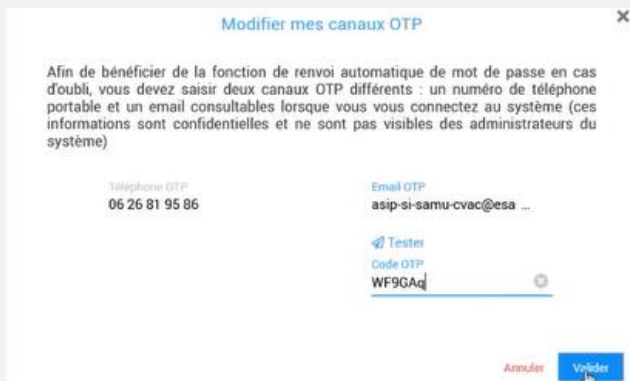 Modifier mes canaux OTP
Afin de bénéficier de la fonction de renvoi automatique de mot de passe en cas
d'oubli, vous devez saisir deux canaux OTP différents : un numéro de téléphone
portable et un email consultables lorsque vous vous connectez au système (ces
informations sont confidentielles et ne sont pas visibles des administrateurs du
système)
Téléphone OTP
06 26 81 95 86
Email OTP
asip-si-samu-cvac@esa ...
Tester
Code OTP
WF9GAq
Annuler
Valider